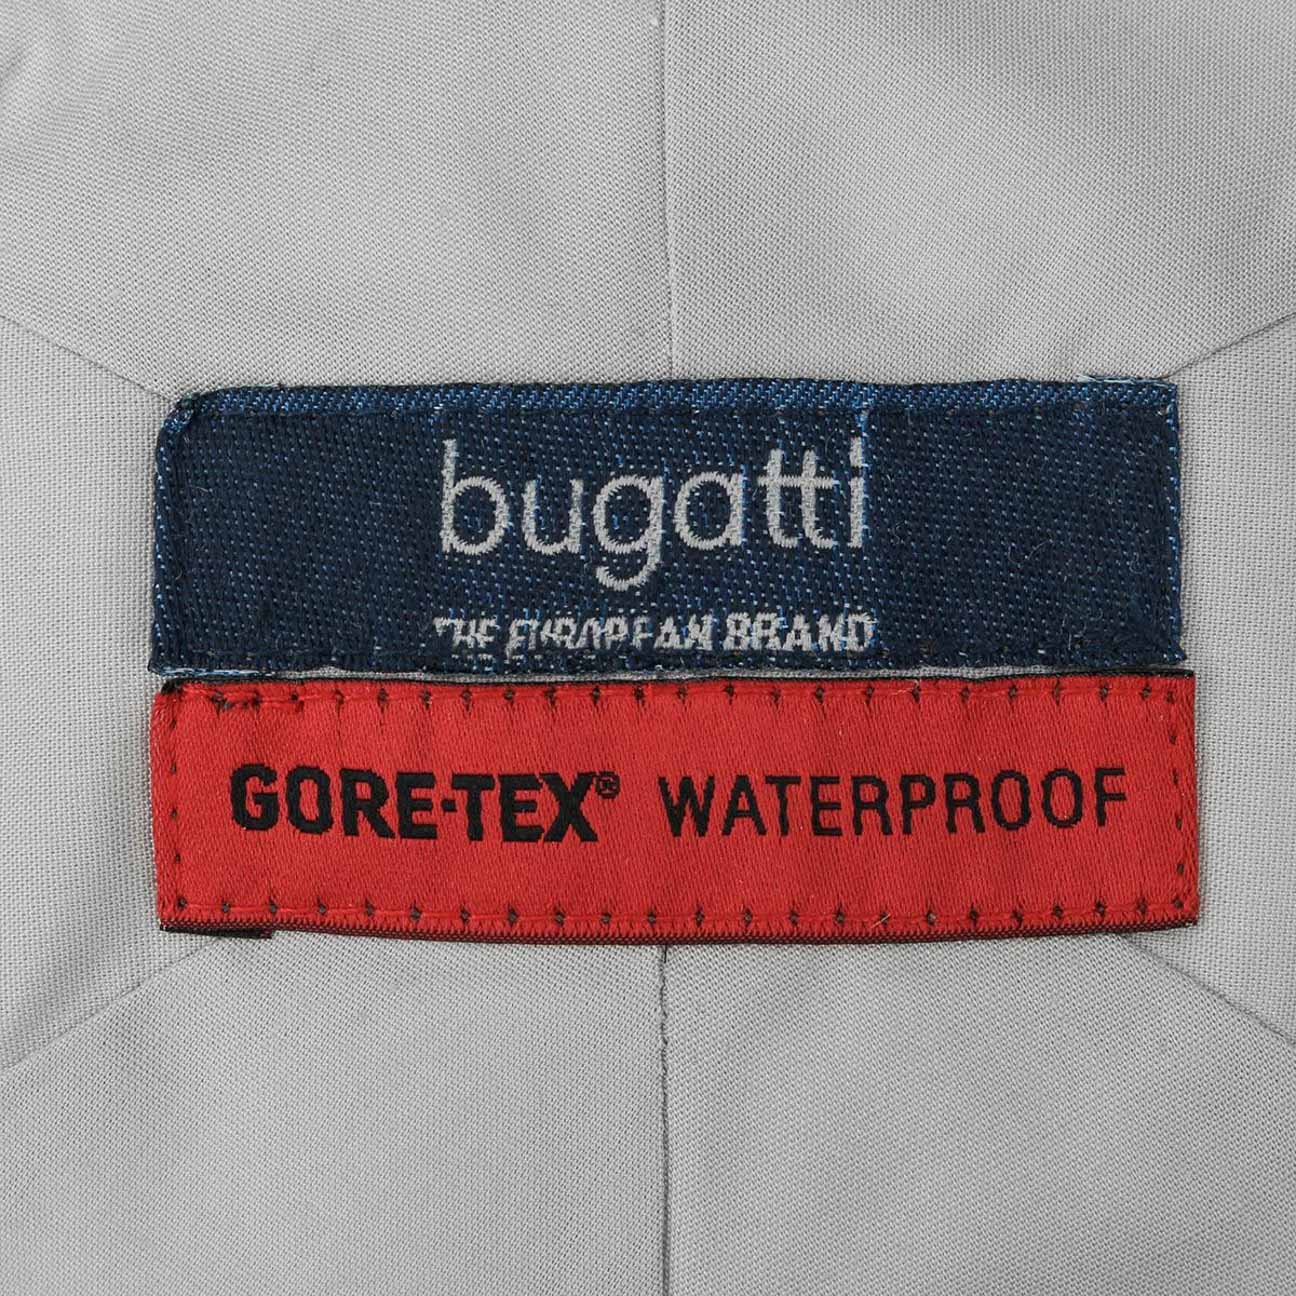 bugatti
THE EUROPEAN BRAND
GORE-TEX® WATERPROOF